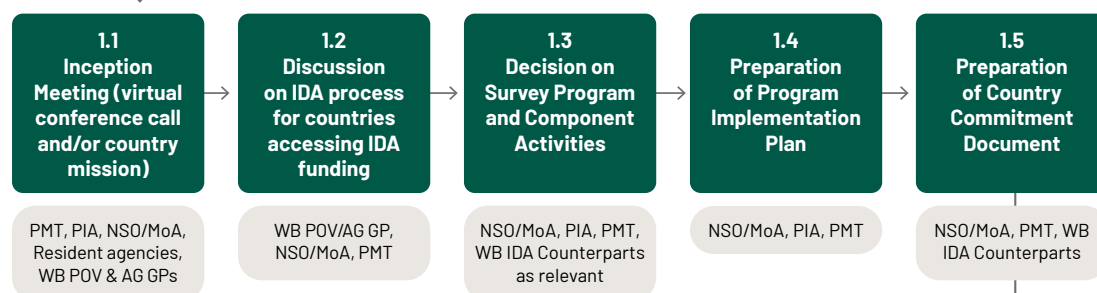 1.1
Inception
Meeting (virtual
conference call
and/or country
mission)
PMT, PIA, NSO/MoA,
Resident agencies,
WB POV & AG GPs
1.2
Discussion
on IDA process
for countries
accessing IDA
funding
WB POV/AG GP,
NSO/MoA, PMT
1.3
Decision on
Survey Program
and Component
Activities
NSO/MoA, PIA, PMT,
WB IDA Counterparts
as relevant
1.4
Preparation
of Program
Implementation
Plan
NSO/MoA, PIA, PMT
1.5
Preparation
of Country
Commitment
Document
NSO/MoA, PMT, WB
IDA Counterparts